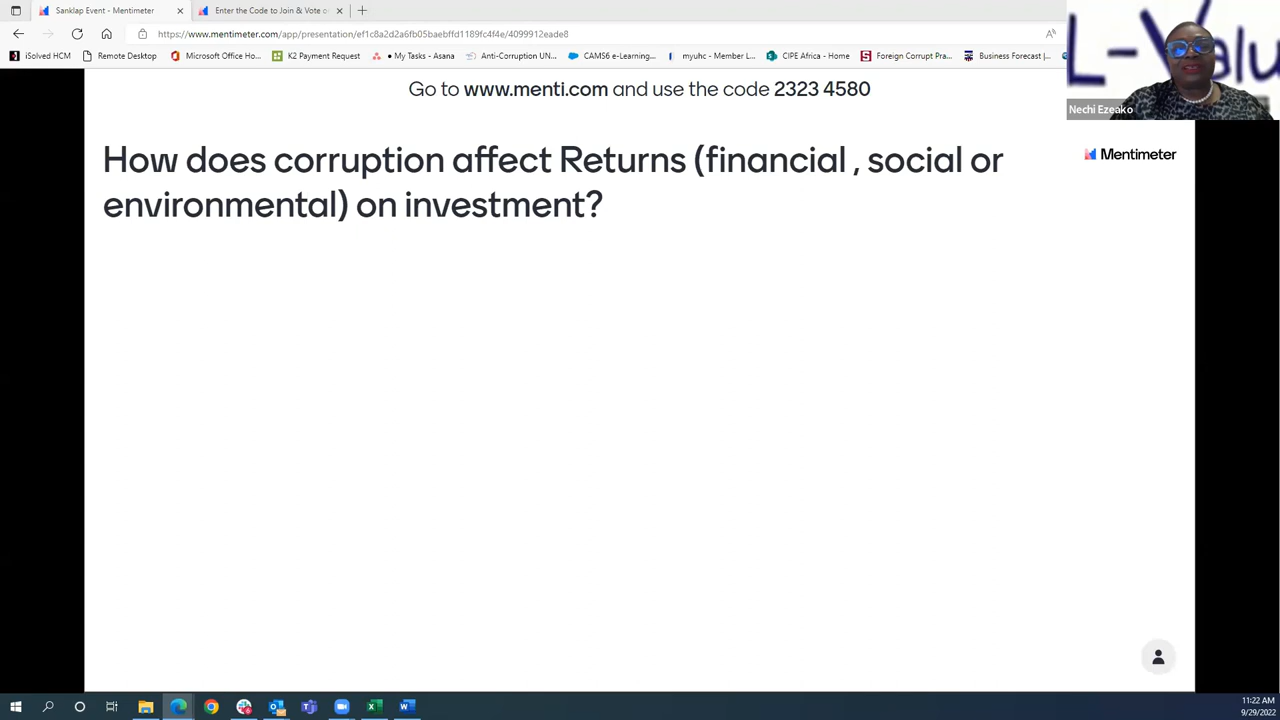 Sanklap Event - Mentimeter
Enter the Code to Join & Vote o
https://www.mentimeter.com/app/presentation/ef1c8a2d2a6fb05baebffd1189fc4f4e/4099912eade8
iSolved HCM
Remote Desktop
Microsoft Office Ho...
K2 Payment Request
• My Tasks - Asana
Anti-Corruption UN...
CAMS6 e-Learning...
myuhc - Member L...
CIPE Africa - Home
Foreign Corrupt Pra...
Business Forecast |...
L-Valu
Nechi Ezeako
Go to www.menti.com and use the code 2323 4580
How does corruption affect Returns (financial , social or
environmental) on investment?
Mentimeter
11:22 AM
9/29/2022